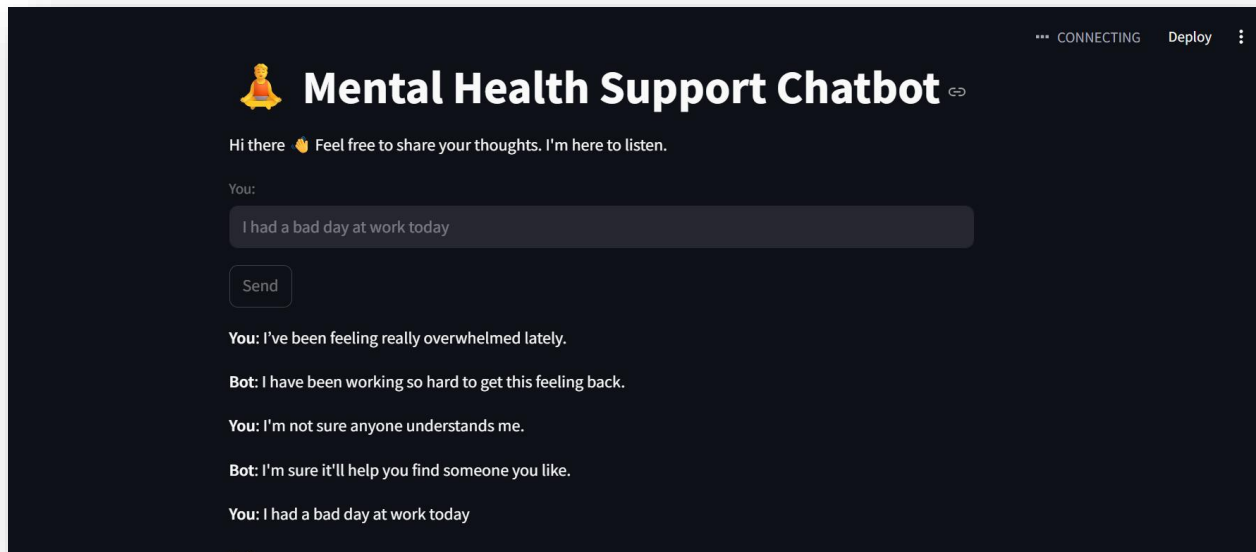 CONNECTING Deploy
Mental Health Support Chatbot
Hi there 👋 Feel free to share your thoughts. I'm here to listen.
You:
I had a bad day at work today
Send
You: I’ve been feeling really overwhelmed lately.
Bot: I have been working so hard to get this feeling back.
You: I'm not sure anyone understands me.
Bot: I'm sure it'll help you find someone you like.
You: I had a bad day at work today